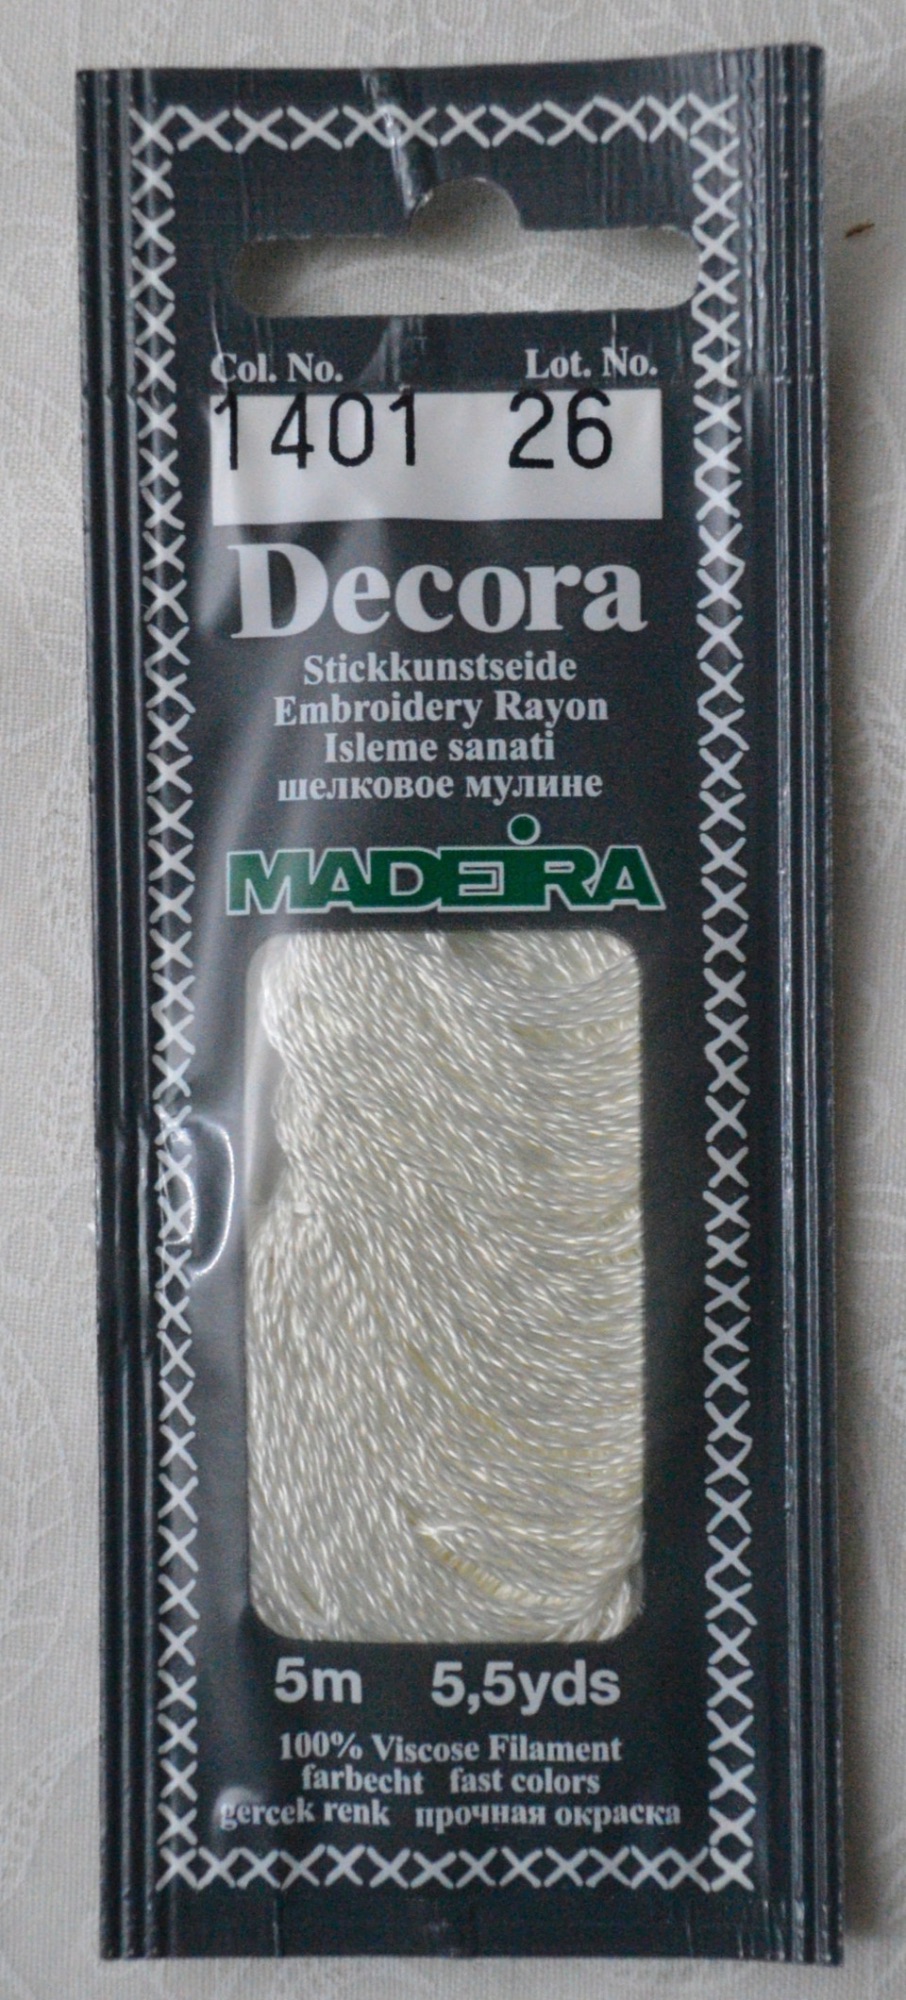 Col. No. Lot. No.
1401 26
Decora
Stickkunstseide
Embroidery Rayon
Isleme sanati
шелковое мулине
MADEIRA
5m 5,5yds
100% Viscose Filament
farbecht fast colors
gercek renk прочная окраска